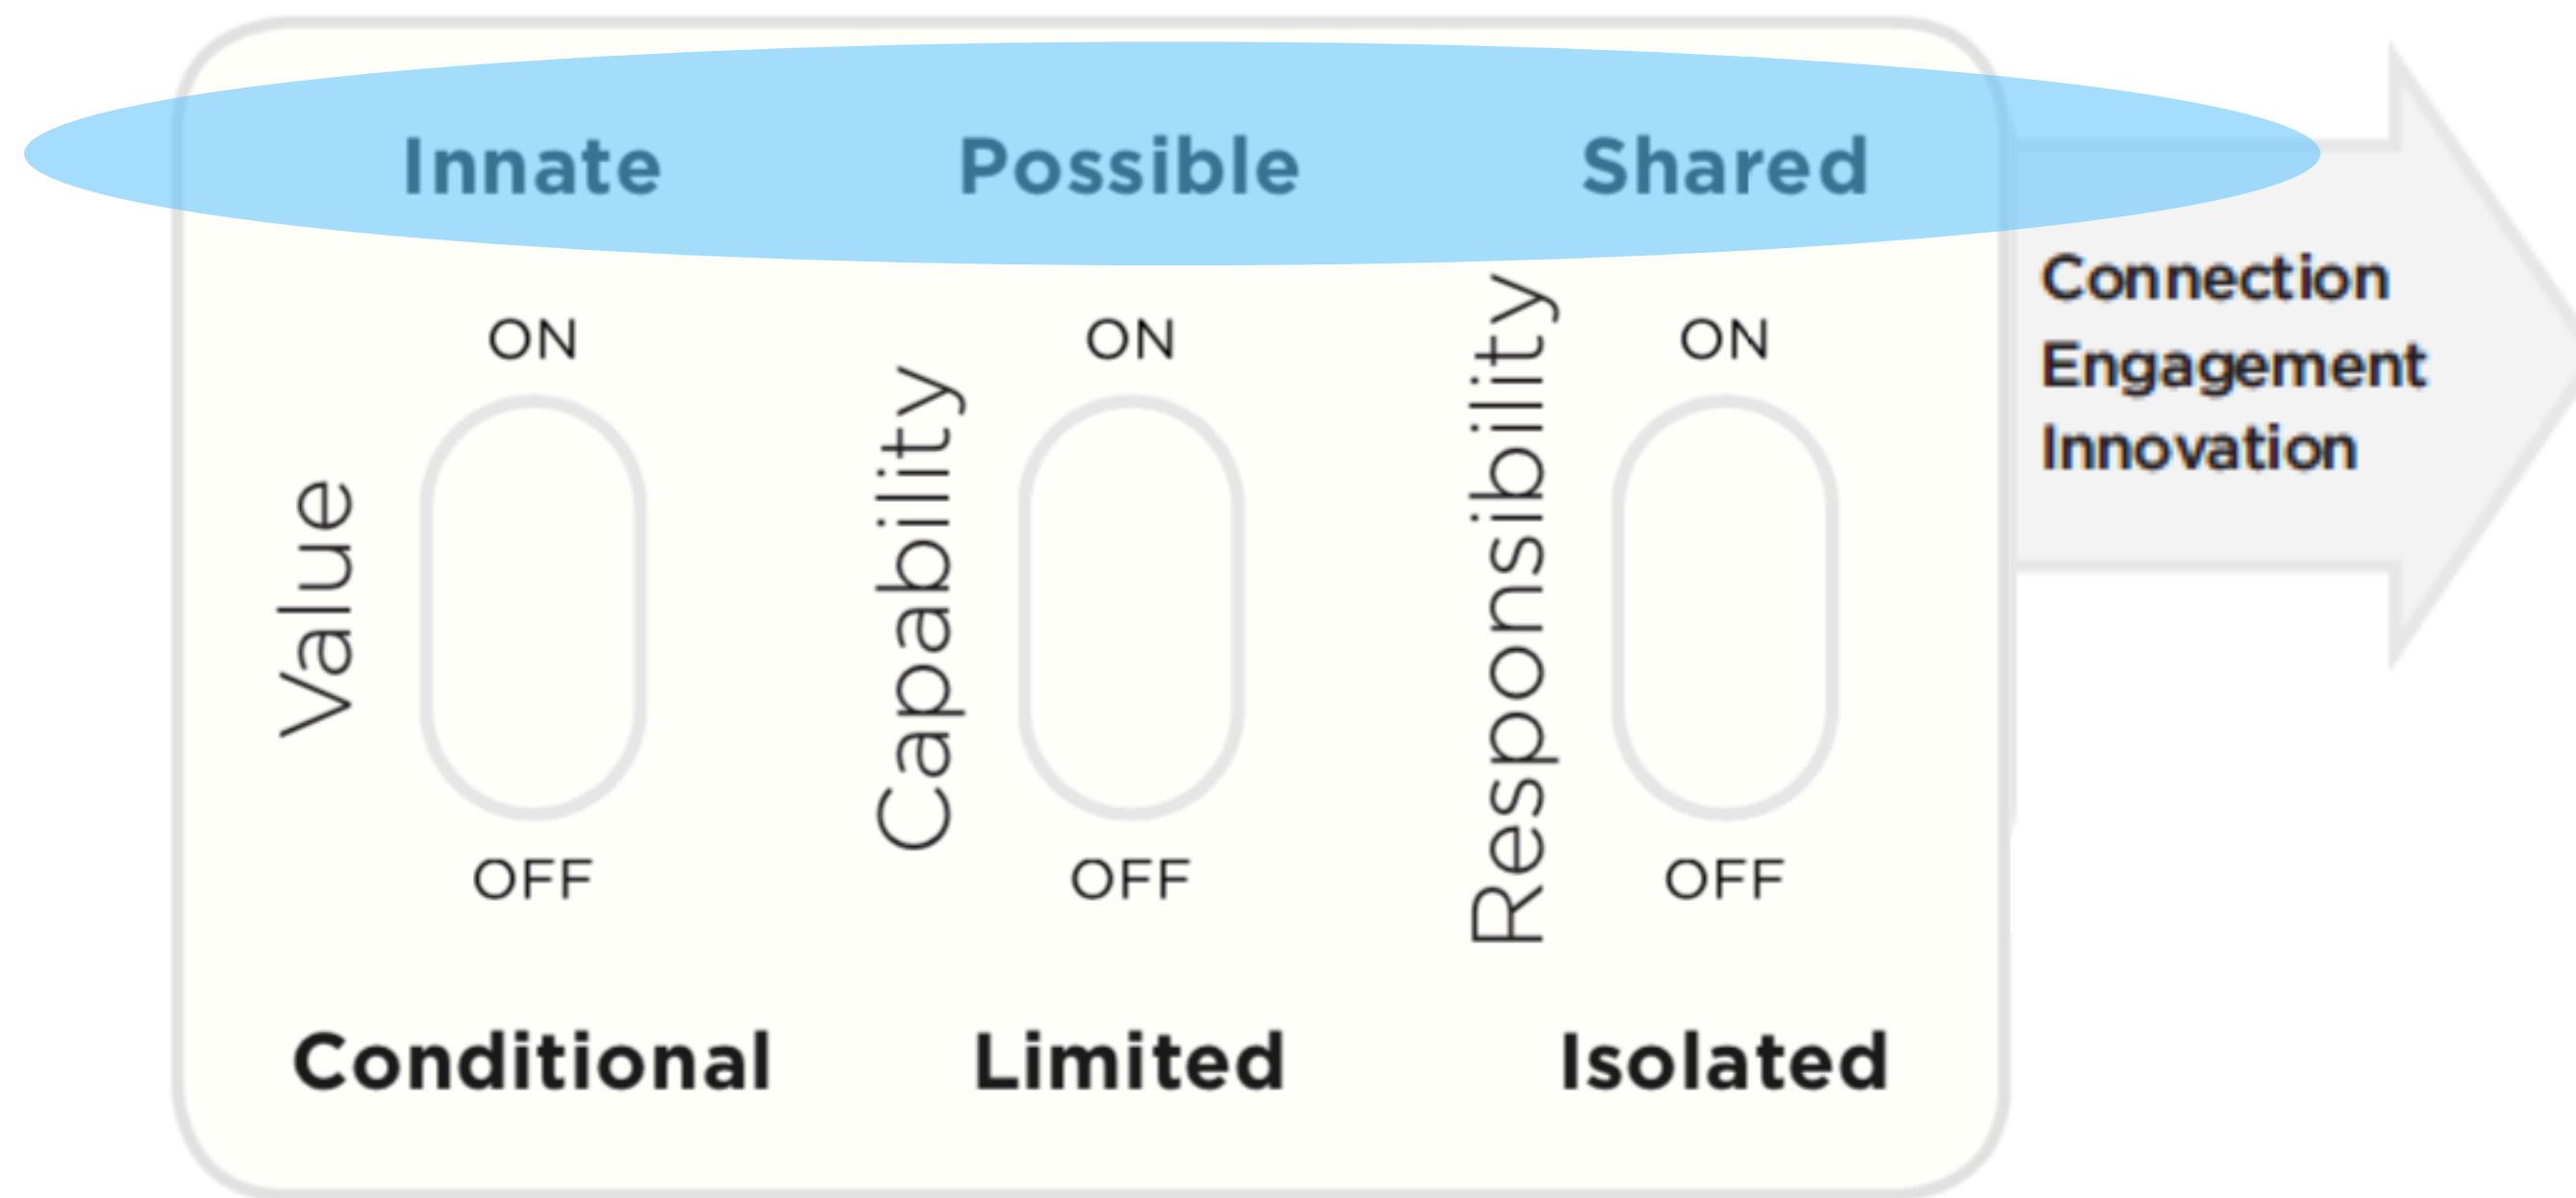 Innate Possible Shared
ON ON ON
Value Capability Responsibility
OFF OFF OFF
Conditional Limited Isolated
Connection
Engagement
Innovation